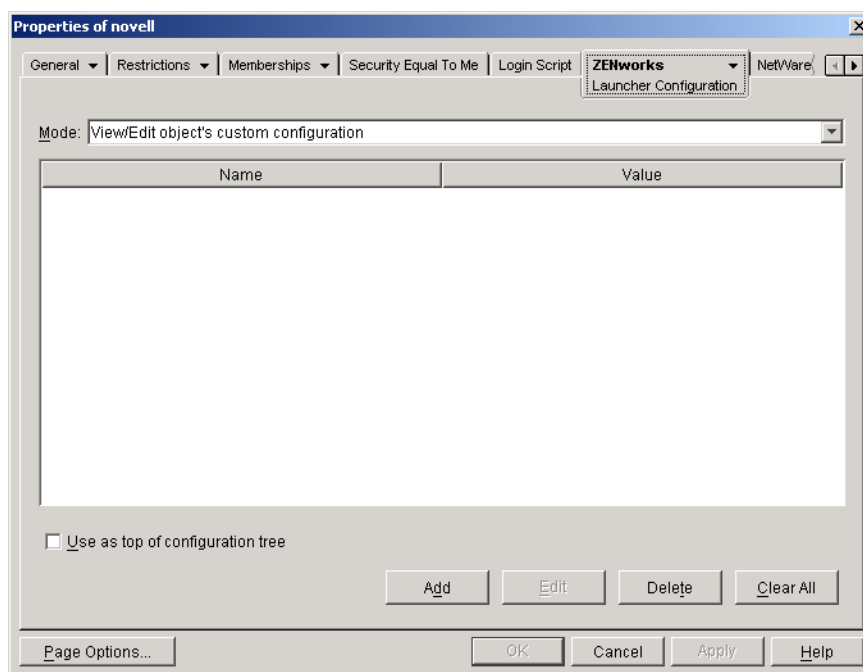 Properties of novell
General Restrictions Memberships Security Equal To Me Login Script ZENworks NetWare
Launcher Configuration
Mode: View/Edit object's custom configuration
Name Value
Use as top of configuration tree
Add Edit Delete Clear All
Page Options... OK Cancel Apply Help